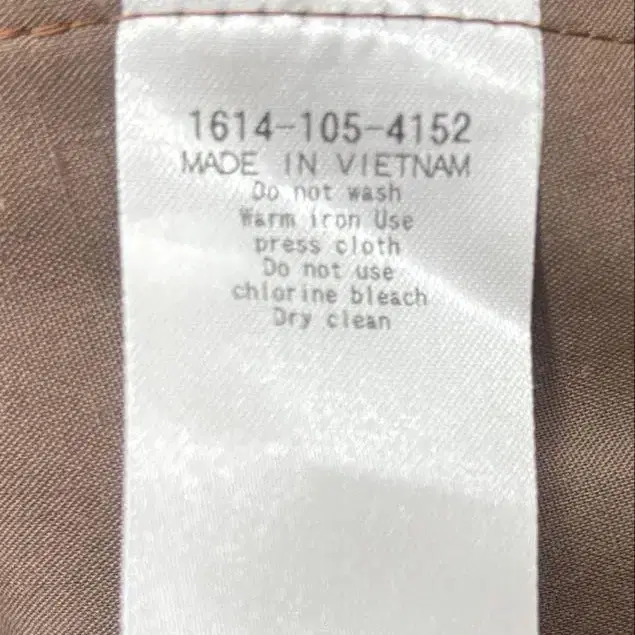 1614-105-4152
MADE IN VIETNAM
Do not wash
Warm iron Use
press cloth
Do not use
chlorine bleach
Dry clean